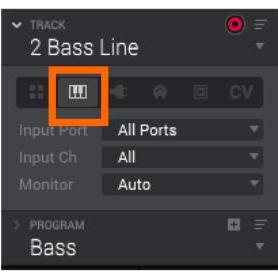 TRACK
2 Bass Line
CV
Input Port All Ports
Input Ch All
Monitor Auto
PROGRAM
Bass